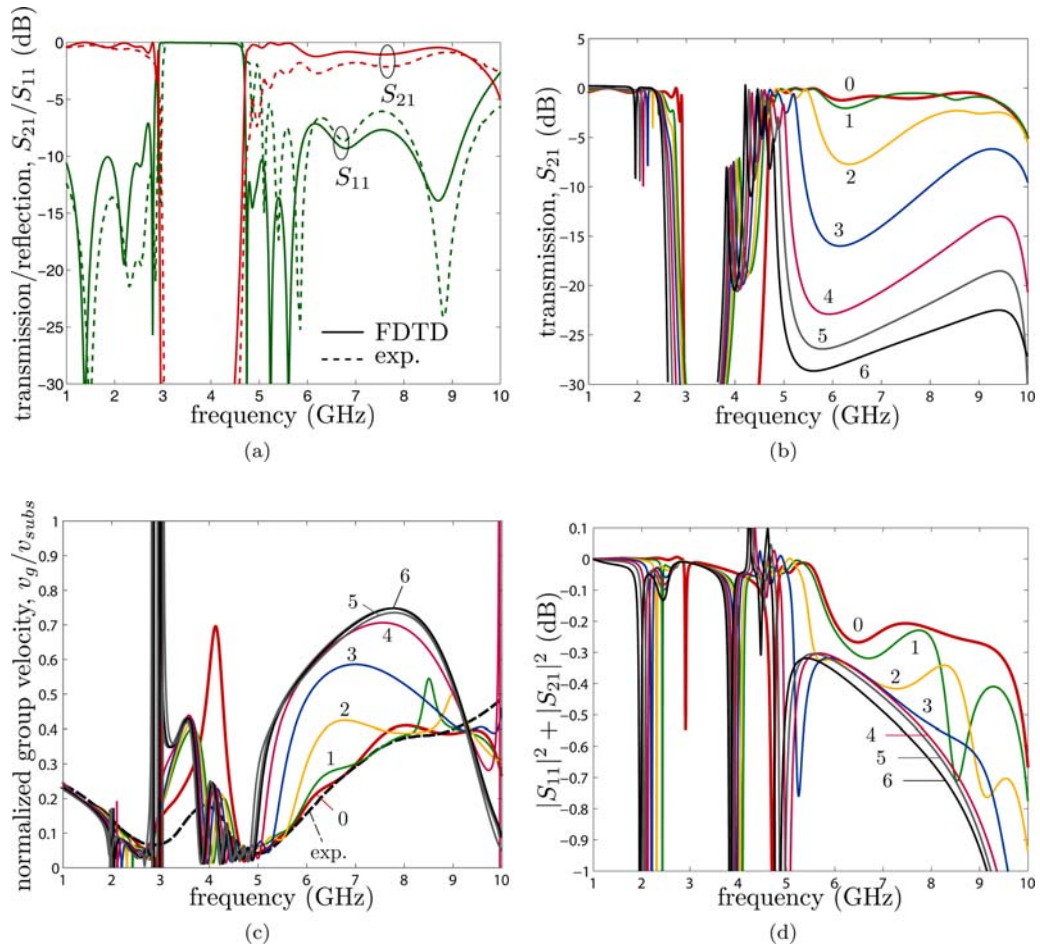 transmission/reflection, S21/S11 (dB)
0
−5
−10
−15
−20
−25
−30
S21
S11
FDTD
exp.
1 2 3 4 5 6 7 8 9 10
frequency (GHz)
(a)
transmission, S21 (dB)
5
0
−5
−10
−15
−20
−25
−30
0
1
2
3
4
5
6
1 2 3 4 5 6 7 8 9 10
frequency (GHz)
(b)
normalized group velocity, vg/vsubs
1
0.9
0.8
0.7
0.6
0.5
0.4
0.3
0.2
0.1
0
6
5
4
3
2
1
0
exp.
1 2 3 4 5 6 7 8 9 10
frequency (GHz)
(c)
|S11|² + |S21|² (dB)
0.1
0
−0.1
−0.2
−0.3
−0.4
−0.5
−0.6
−0.7
−0.8
−0.9
−1
0
1
2
3
4
5
6
1 2 3 4 5 6 7 8 9 10
frequency (GHz)
(d)